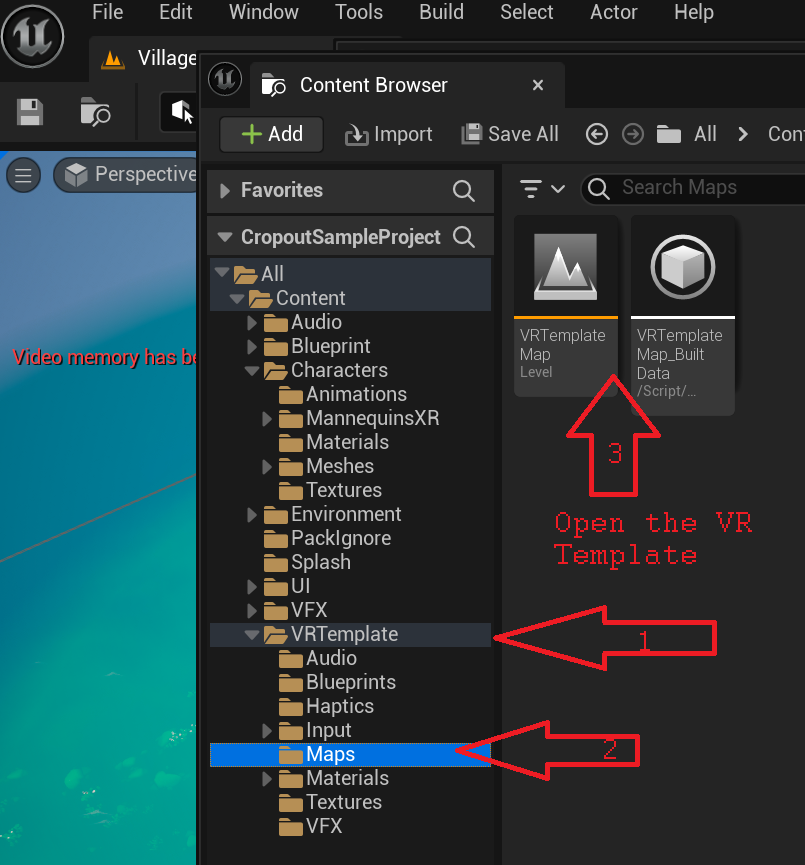 File Edit Window Tools Build Select Actor Help
Village
Content Browser
Add Import Save All All Con
Perspective
Favorites
Search Maps
CropoutSampleProject
All
Content
Audio
Blueprint
Characters
Animations
MannequinsXR
Materials
Meshes
Textures
Environment
PackIgnore
Splash
UI
VFX
VRTemplate
Audio
Blueprints
Haptics
Input
Maps
Materials
Textures
VFX
Video memory has be
VRTemplate
Map
Level
VRTemplate
Map_Built
Data
/Script/...
3
Open the VR
Template
1
2